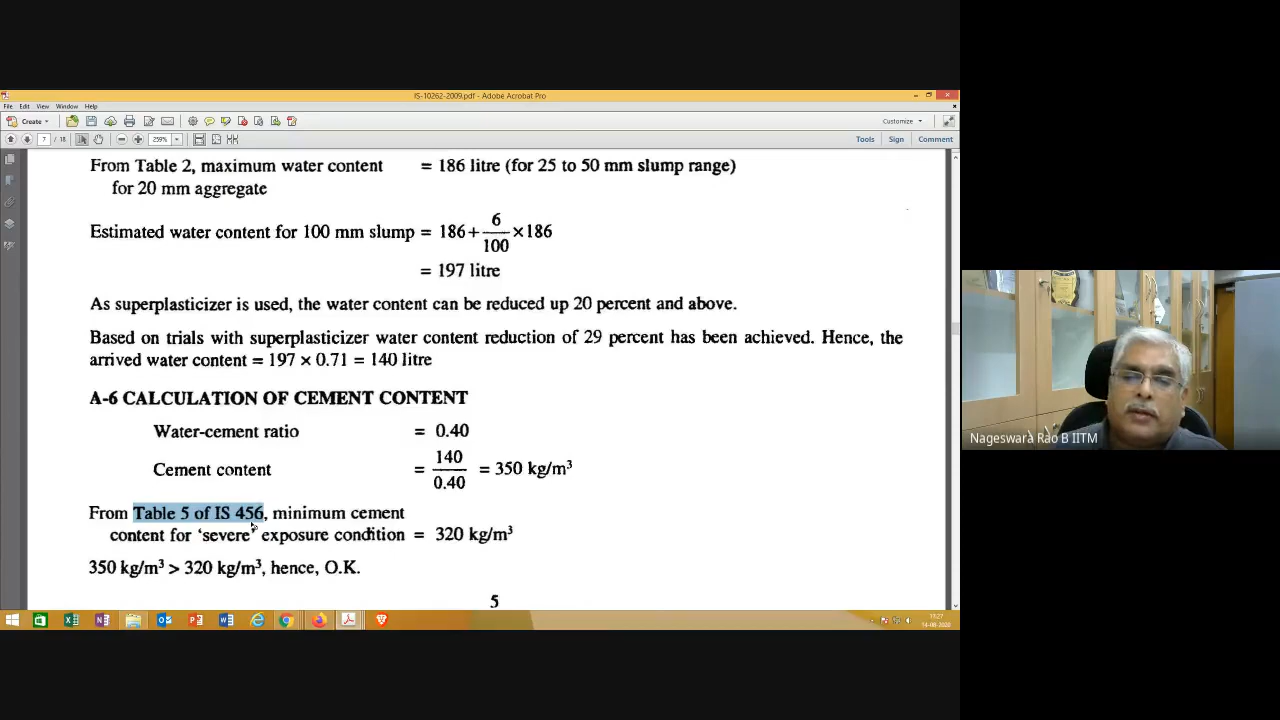 IS-10262-2009.pdf - Adobe Acrobat Pro
File Edit View Window Help
Create
Customize
7 / 18 259%
Tools Sign Comment
From Table 2, maximum water content = 186 litre (for 25 to 50 mm slump range)
for 20 mm aggregate
Estimated water content for 100 mm slump = 186 + 6/100 × 186
= 197 litre
As superplasticizer is used, the water content can be reduced up 20 percent and above.
Based on trials with superplasticizer water content reduction of 29 percent has been achieved. Hence, the
arrived water content = 197 × 0.71 = 140 litre
A-6 CALCULATION OF CEMENT CONTENT
Water-cement ratio = 0.40
Cement content = 140/0.40 = 350 kg/m³
From Table 5 of IS 456, minimum cement
content for ‘severe’ exposure condition = 320 kg/m³
350 kg/m³ > 320 kg/m³, hence, O.K.
5
Nageswara Rao B IITM
14-08-2020